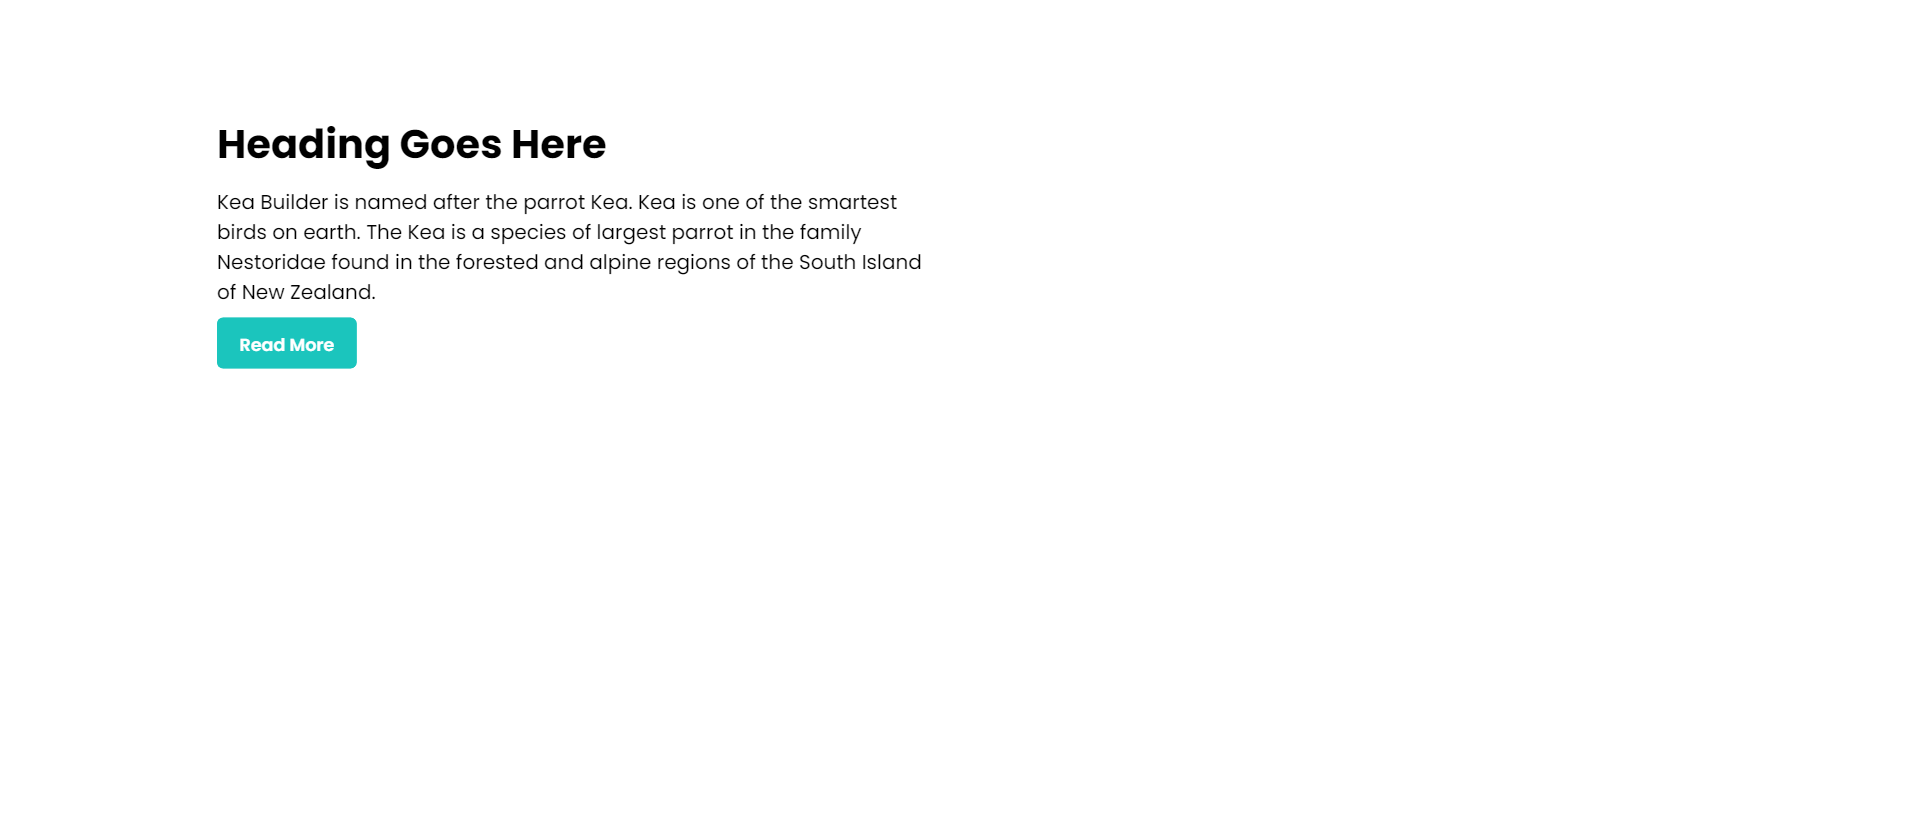 Heading Goes Here
Kea Builder is named after the parrot Kea. Kea is one of the smartest
birds on earth. The Kea is a species of largest parrot in the family
Nestoridae found in the forested and alpine regions of the South Island
of New Zealand.
Read More